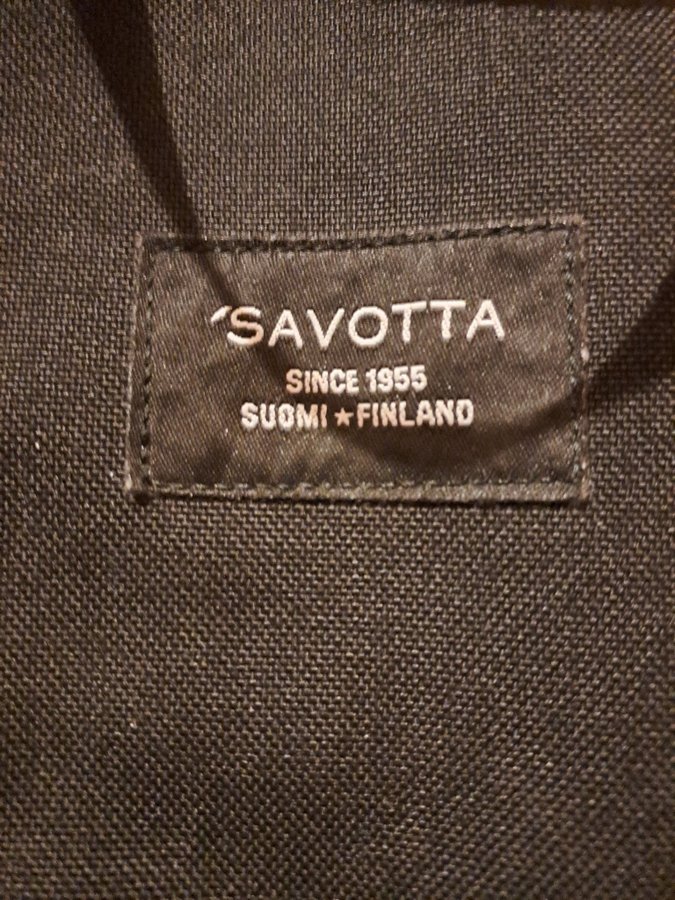 SAVOTTA
SINCE 1955
SUOMI ★ FINLAND